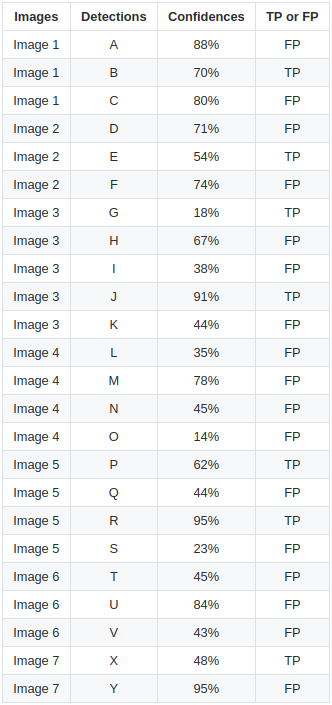 Images Detections Confidences TP or FP
Image 1 A 88% FP
Image 1 B 70% TP
Image 1 C 80% FP
Image 2 D 71% FP
Image 2 E 54% TP
Image 2 F 74% FP
Image 3 G 18% TP
Image 3 H 67% FP
Image 3 I 38% FP
Image 3 J 91% TP
Image 3 K 44% FP
Image 4 L 35% FP
Image 4 M 78% FP
Image 4 N 45% FP
Image 4 O 14% FP
Image 5 P 62% TP
Image 5 Q 44% FP
Image 5 R 95% TP
Image 5 S 23% FP
Image 6 T 45% FP
Image 6 U 84% FP
Image 6 V 43% FP
Image 7 X 48% TP
Image 7 Y 95% FP